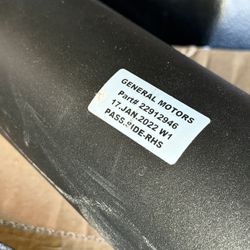 GENERAL MOTORS
Part# 22912946
17.JAN.2022 W1
PASS.SIDE-RHS